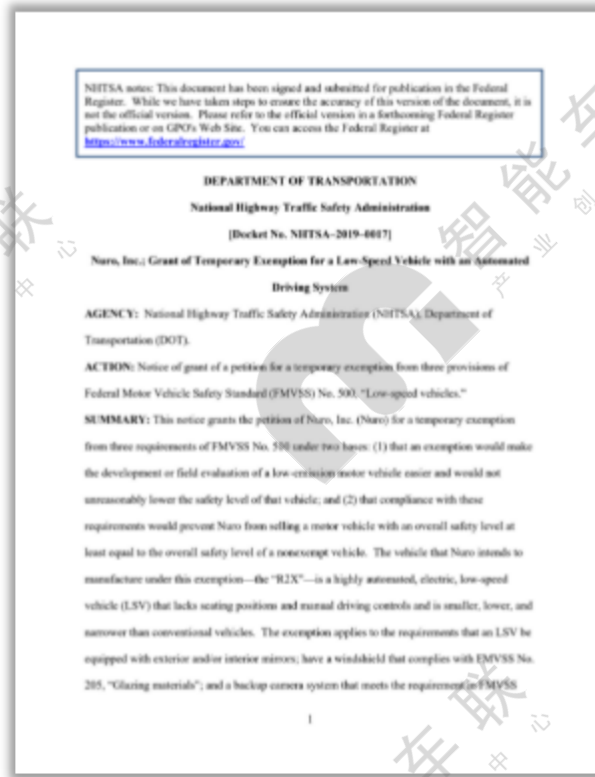 NHTSA notes: This document has been signed and submitted for publication in the Federal
Register. While we have taken steps to ensure the accuracy of this version of the document, it is
not the official version. Please refer to the official version in a forthcoming Federal Register
publication or on GPO's Web Site. You can access the Federal Register at
https://www.federalregister.gov/
DEPARTMENT OF TRANSPORTATION
National Highway Traffic Safety Administration
[Docket No. NHTSA-2019-0017]
Nuro, Inc.; Grant of Temporary Exemption for a Low-Speed Vehicle with an Automated
Driving System
AGENCY: National Highway Traffic Safety Administration (NHTSA), Department of
Transportation (DOT).
ACTION: Notice of grant of a petition for a temporary exemption from three provisions of
Federal Motor Vehicle Safety Standard (FMVSS) No. 500, "Low-speed vehicles."
SUMMARY: This notice grants the petition of Nuro, Inc. (Nuro) for a temporary exemption
from three requirements of FMVSS No. 500 under two bases: (1) that an exemption would make
the development or field evaluation of a low-emission motor vehicle easier and would not
unreasonably lower the safety level of that vehicle; and (2) that compliance with these
requirements would prevent Nuro from selling a motor vehicle with an overall safety level at
least equal to the overall safety level of a nonexempt vehicle. The vehicle that Nuro intends to
manufacture under this exemption—the "R2X"—is a highly automated, electric, low-speed
vehicle (LSV) that lacks seating positions and manual driving controls and is smaller, lower, and
narrower than conventional vehicles. The exemption applies to the requirements that an LSV be
equipped with exterior and/or interior mirrors; have a windshield that complies with FMVSS No.
205, "Glazing materials"; and a backup camera system that meets the requirement in FMVSS
1
联
中心
智能车
产业创
车联
中心